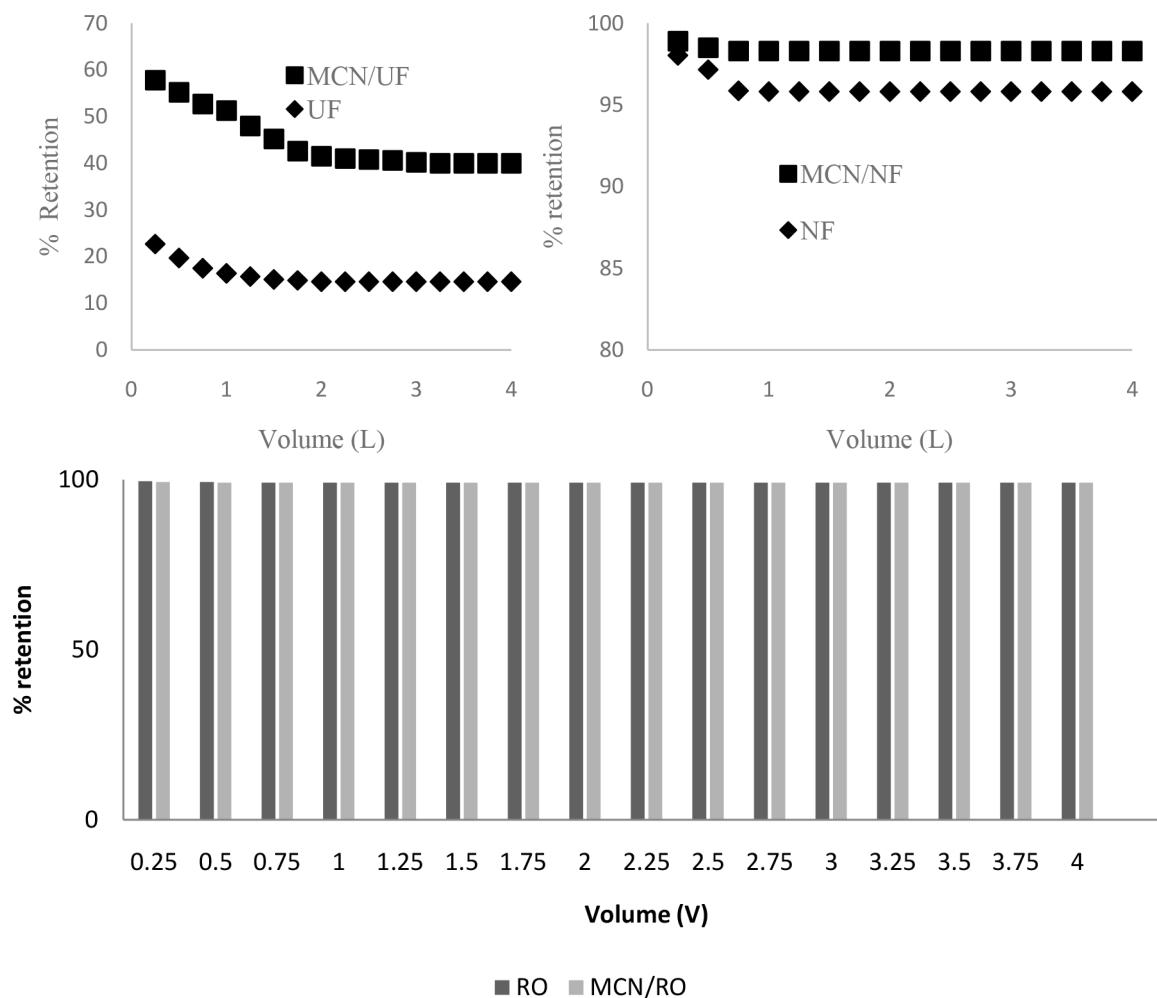 70
60
50
40
30
20
10
0
% Retention
MCN/UF
UF
0 1 2 3 4
Volume (L)
100
95
90
85
80
% retention
MCN/NF
NF
0 1 2 3 4
Volume (L)
100
50
0
% retention
0.25 0.5 0.75 1 1.25 1.5 1.75 2 2.25 2.5 2.75 3 3.25 3.5 3.75 4
Volume (V)
RO MCN/RO